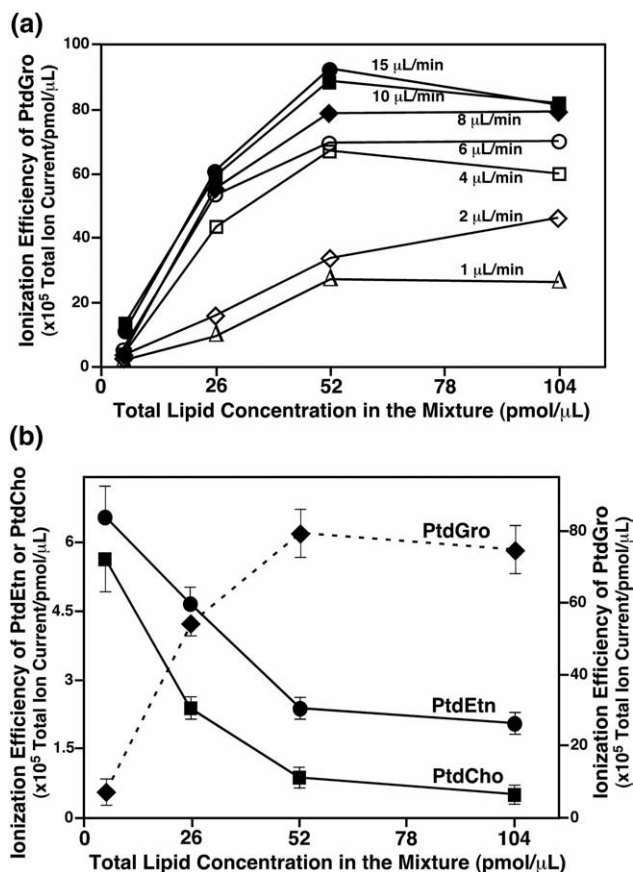 (a)
Ionization Efficiency of PtdGro
(x10⁵ Total Ion Current/pmol/µL)
100
80
60
40
20
0
15 µL/min
10 µL/min
8 µL/min
6 µL/min
4 µL/min
2 µL/min
1 µL/min
0 26 52 78 104
Total Lipid Concentration in the Mixture (pmol/µL)
(b)
Ionization Efficiency of PtdEtn or PtdCho
(x10⁵ Total Ion Current/pmol/µL)
6
4.5
3
1.5
0
PtdGro
PtdEtn
PtdCho
80
60
40
20
0
Ionization Efficiency of PtdGro
(x10⁵ Total Ion Current/pmol/µL)
0 26 52 78 104
Total Lipid Concentration in the Mixture (pmol/µL)